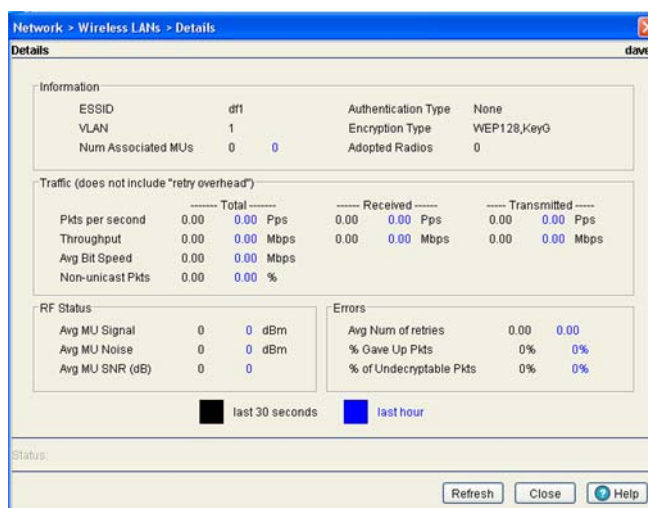 Network > Wireless LANs > Details
Details dave
Information
ESSID df1 Authentication Type None
VLAN 1 Encryption Type WEP128,KeyG
Num Associated MUs 0 0 Adopted Radios 0
Traffic (does not include "retry overhead")
------- Total ------- ------ Received ------ ----- Transmitted -----
Pkts per second 0.00 0.00 Pps 0.00 0.00 Pps 0.00 0.00 Pps
Throughput 0.00 0.00 Mbps 0.00 0.00 Mbps 0.00 0.00 Mbps
Avg Bit Speed 0.00 0.00 Mbps
Non-unicast Pkts 0.00 0.00 %
RF Status Errors
Avg MU Signal 0 0 dBm Avg Num of retries 0.00 0.00
Avg MU Noise 0 0 dBm % Gave Up Pkts 0% 0%
Avg MU SNR (dB) 0 0 % of Undecryptable Pkts 0% 0%
last 30 seconds last hour
Status:
Refresh Close ? Help